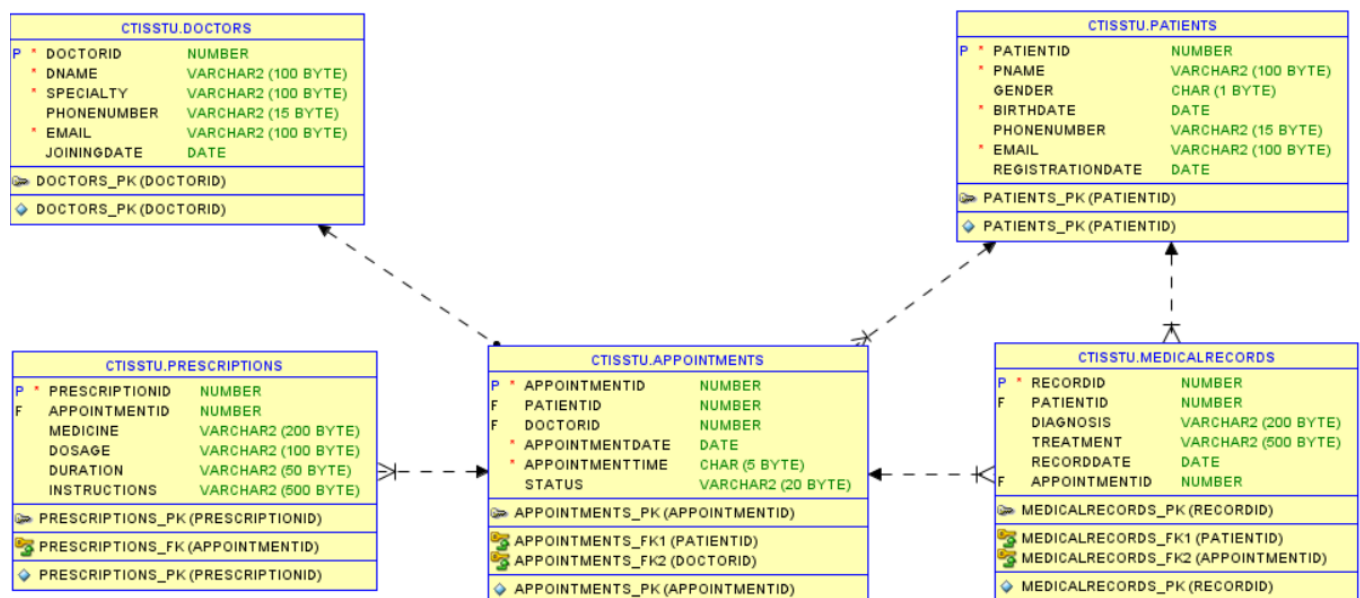 CTISSTU.DOCTORS
P * DOCTORID NUMBER
* DNAME VARCHAR2 (100 BYTE)
* SPECIALTY VARCHAR2 (100 BYTE)
PHONENUMBER VARCHAR2 (15 BYTE)
* EMAIL VARCHAR2 (100 BYTE)
JOININGDATE DATE
DOCTORS_PK (DOCTORID)
DOCTORS_PK (DOCTORID)
CTISSTU.PATIENTS
P * PATIENTID NUMBER
* PNAME VARCHAR2 (100 BYTE)
GENDER CHAR (1 BYTE)
* BIRTHDATE DATE
PHONENUMBER VARCHAR2 (15 BYTE)
* EMAIL VARCHAR2 (100 BYTE)
REGISTRATIONDATE DATE
PATIENTS_PK (PATIENTID)
PATIENTS_PK (PATIENTID)
CTISSTU.PRESCRIPTIONS
P * PRESCRIPTIONID NUMBER
F APPOINTMENTID NUMBER
MEDICINE VARCHAR2 (200 BYTE)
DOSAGE VARCHAR2 (100 BYTE)
DURATION VARCHAR2 (50 BYTE)
INSTRUCTIONS VARCHAR2 (500 BYTE)
PRESCRIPTIONS_PK (PRESCRIPTIONID)
PRESCRIPTIONS_FK (APPOINTMENTID)
PRESCRIPTIONS_PK (PRESCRIPTIONID)
CTISSTU.APPOINTMENTS
P * APPOINTMENTID NUMBER
F PATIENTID NUMBER
F DOCTORID NUMBER
* APPOINTMENTDATE DATE
* APPOINTMENTTIME CHAR (5 BYTE)
STATUS VARCHAR2 (20 BYTE)
APPOINTMENTS_PK (APPOINTMENTID)
APPOINTMENTS_FK1 (PATIENTID)
APPOINTMENTS_FK2 (DOCTORID)
APPOINTMENTS_PK (APPOINTMENTID)
CTISSTU.MEDICALRECORDS
P * RECORDID NUMBER
F PATIENTID NUMBER
DIAGNOSIS VARCHAR2 (200 BYTE)
TREATMENT VARCHAR2 (500 BYTE)
RECORDDATE DATE
F APPOINTMENTID NUMBER
MEDICALRECORDS_PK (RECORDID)
MEDICALRECORDS_FK1 (PATIENTID)
MEDICALRECORDS_FK2 (APPOINTMENTID)
MEDICALRECORDS_PK (RECORDID)